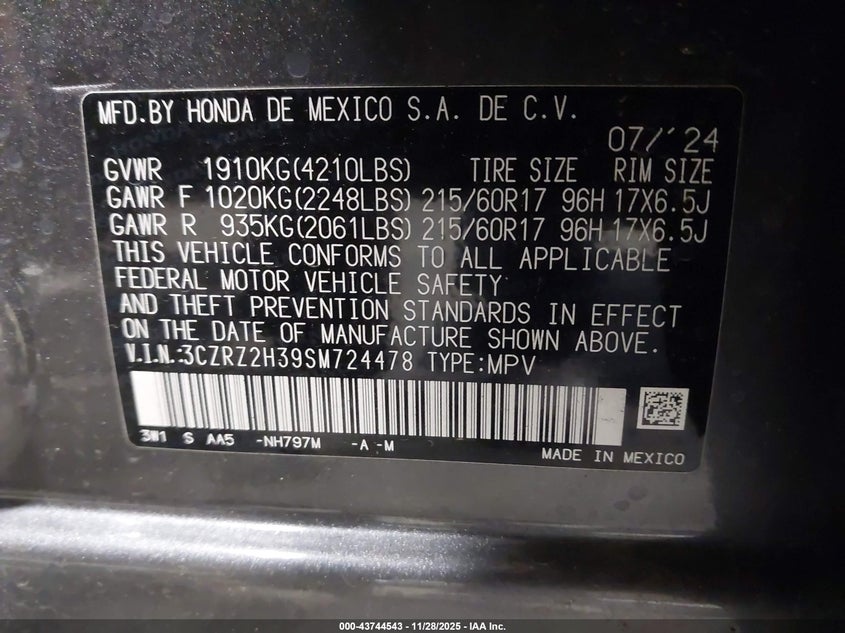 MFD.BY HONDA DE MEXICO S.A. DE C.V.
07/'24
GVWR 1910KG(4210LBS) TIRE SIZE RIM SIZE
GAWR F 1020KG(2248LBS) 215/60R17 96H 17X6.5J
GAWR R 935KG(2061LBS) 215/60R17 96H 17X6.5J
THIS VEHICLE CONFORMS TO ALL APPLICABLE
FEDERAL MOTOR VEHICLE SAFETY
AND THEFT PREVENTION STANDARDS IN EFFECT
ON THE DATE OF MANUFACTURE SHOWN ABOVE.
V.I.N.:3CZRZ2H39SM724478 TYPE:MPV
3W1 S AA5 -NH797M -A -M
MADE IN MEXICO
000-43744543 | 11/28/2025 - IAA Inc.